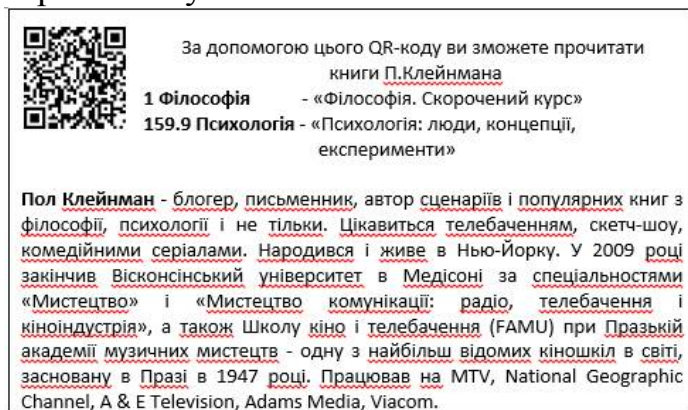 За допомогою цього QR-коду ви зможете прочитати
книги П.Клейнмана
1 Філософія - «Філософія. Скорочений курс»
159.9 Психологія - «Психологія: люди, концепції,
експерименти»
Пол Клейнман - блогер, письменник, автор сценаріїв і популярних книг з
філософії, психології і не тільки. Цікавиться телебаченням, скетч-шоу,
комедійними серіалами. Народився і живе в Нью-Йорку. У 2009 році
закінчив Вісконсінський університет в Медісоні за спеціальностями
«Мистецтво» і «Мистецтво комунікації: радіо, телебачення і
кіноіндустрія», а також Школу кіно і телебачення (FAMU) при Празькій
академії музичних мистецтв - одну з найбільш відомих кіношкіл в світі,
засновану в Празі в 1947 році. Працював на MTV, National Geographic
Channel, A & E Television, Adams Media, Viacom.